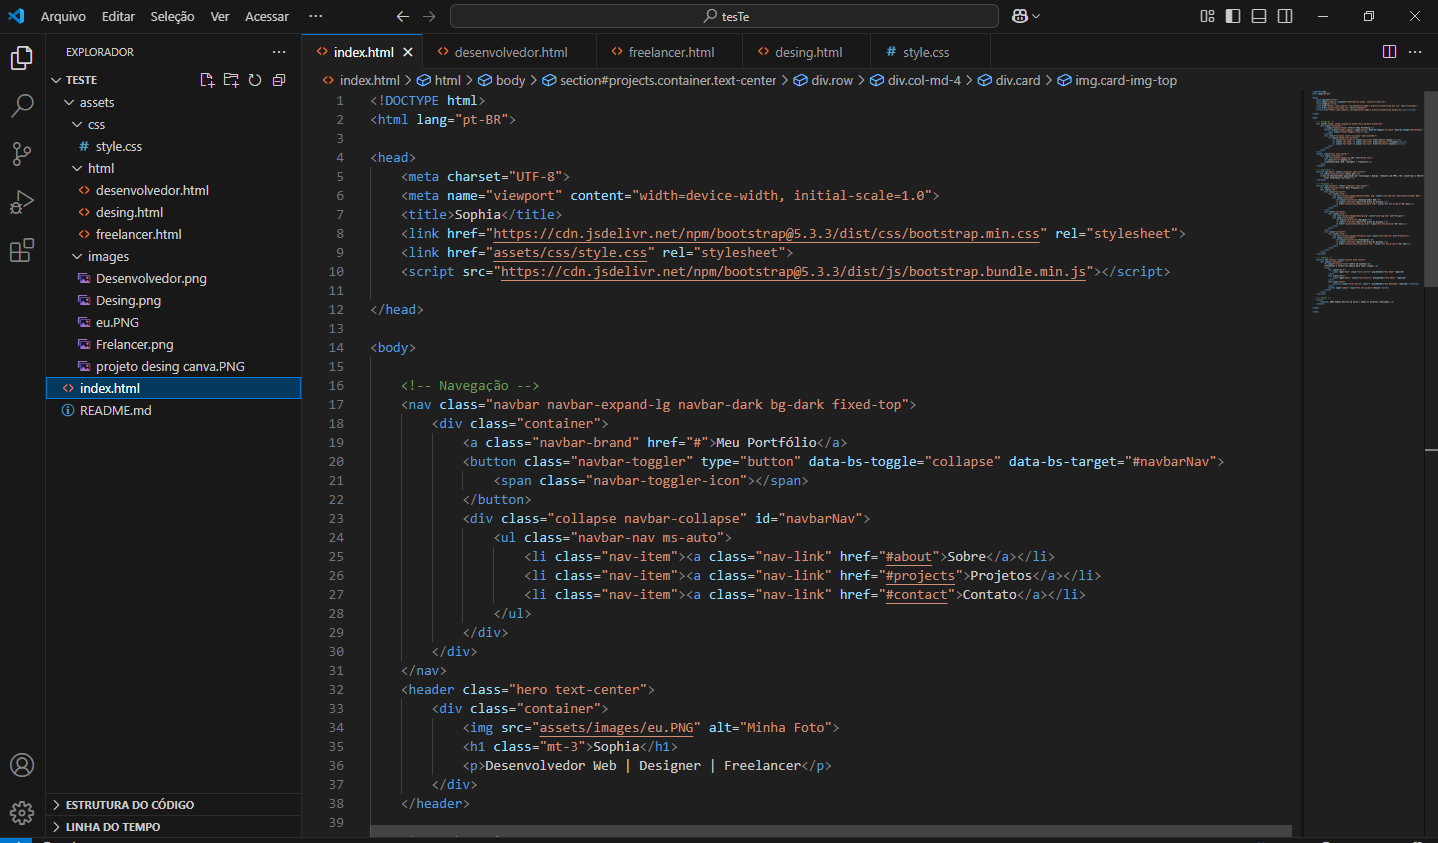 Arquivo Editar Seleção Ver Acessar ··· tesTe
EXPLORADOR ···
TESTE
assets
css
# style.css
html
<> desenvolvedor.html
<> desing.html
<> freelancer.html
images
Desenvolvedor.png
Desing.png
eu.PNG
Frelancer.png
projeto desing canva.PNG
<> index.html
README.md
ESTRUTURA DO CÓDIGO
LINHA DO TEMPO
<> index.html <> desenvolvedor.html <> freelancer.html <> desing.html # style.css ···
<> index.html > html > body > section#projects.container.text-center > div.row > div.col-md-4 > div.card > img.card-img-top
1 <!DOCTYPE html>
2 <html lang="pt-BR">
3
4 <head>
5 <meta charset="UTF-8">
6 <meta name="viewport" content="width=device-width, initial-scale=1.0">
7 <title>Sophia</title>
8 <link href="https://cdn.jsdelivr.net/npm/bootstrap@5.3.3/dist/css/bootstrap.min.css" rel="stylesheet">
9 <link href="assets/css/style.css" rel="stylesheet">
10 <script src="https://cdn.jsdelivr.net/npm/bootstrap@5.3.3/dist/js/bootstrap.bundle.min.js"></script>
11
12 </head>
13
14 <body>
15
16 <!-- Navegação -->
17 <nav class="navbar navbar-expand-lg navbar-dark bg-dark fixed-top">
18 <div class="container">
19 <a class="navbar-brand" href="#">Meu Portfólio</a>
20 <button class="navbar-toggler" type="button" data-bs-toggle="collapse" data-bs-target="#navbarNav">
21 <span class="navbar-toggler-icon"></span>
22 </button>
23 <div class="collapse navbar-collapse" id="navbarNav">
24 <ul class="navbar-nav ms-auto">
25 <li class="nav-item"><a class="nav-link" href="#about">Sobre</a></li>
26 <li class="nav-item"><a class="nav-link" href="#projects">Projetos</a></li>
27 <li class="nav-item"><a class="nav-link" href="#contact">Contato</a></li>
28 </ul>
29 </div>
30 </div>
31 </nav>
32 <header class="hero text-center">
33 <div class="container">
34 <img src="assets/images/eu.PNG" alt="Minha Foto">
35 <h1 class="mt-3">Sophia</h1>
36 <p>Desenvolvedor Web | Designer | Freelancer</p>
37 </div>
38 </header>
39